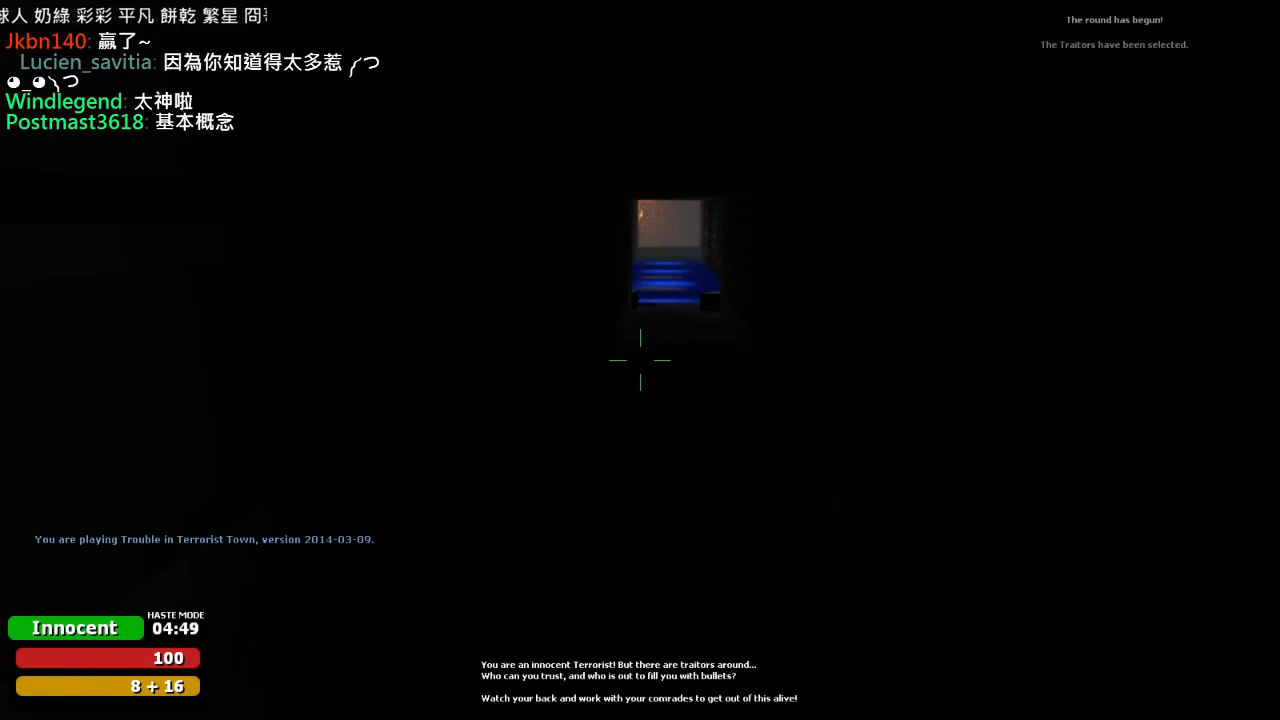 球人 奶綠 彩彩 平凡 餅乾 繁星 冏
Jkbn140: 贏了~
Lucien_savitia: 因為你知道得太多惹 ╭つ
◕_◕╮つ
Windlegend: 太神啦
Postmast3618: 基本概念
The round has begun!
The Traitors have been selected.
You are playing Trouble in Terrorist Town, version 2014-03-09.
HASTE MODE
Innocent 04:49
100
8 + 16
You are an innocent Terrorist! But there are traitors around...
Who can you trust, and who is out to fill you with bullets?
Watch your back and work with your comrades to get out of this alive!